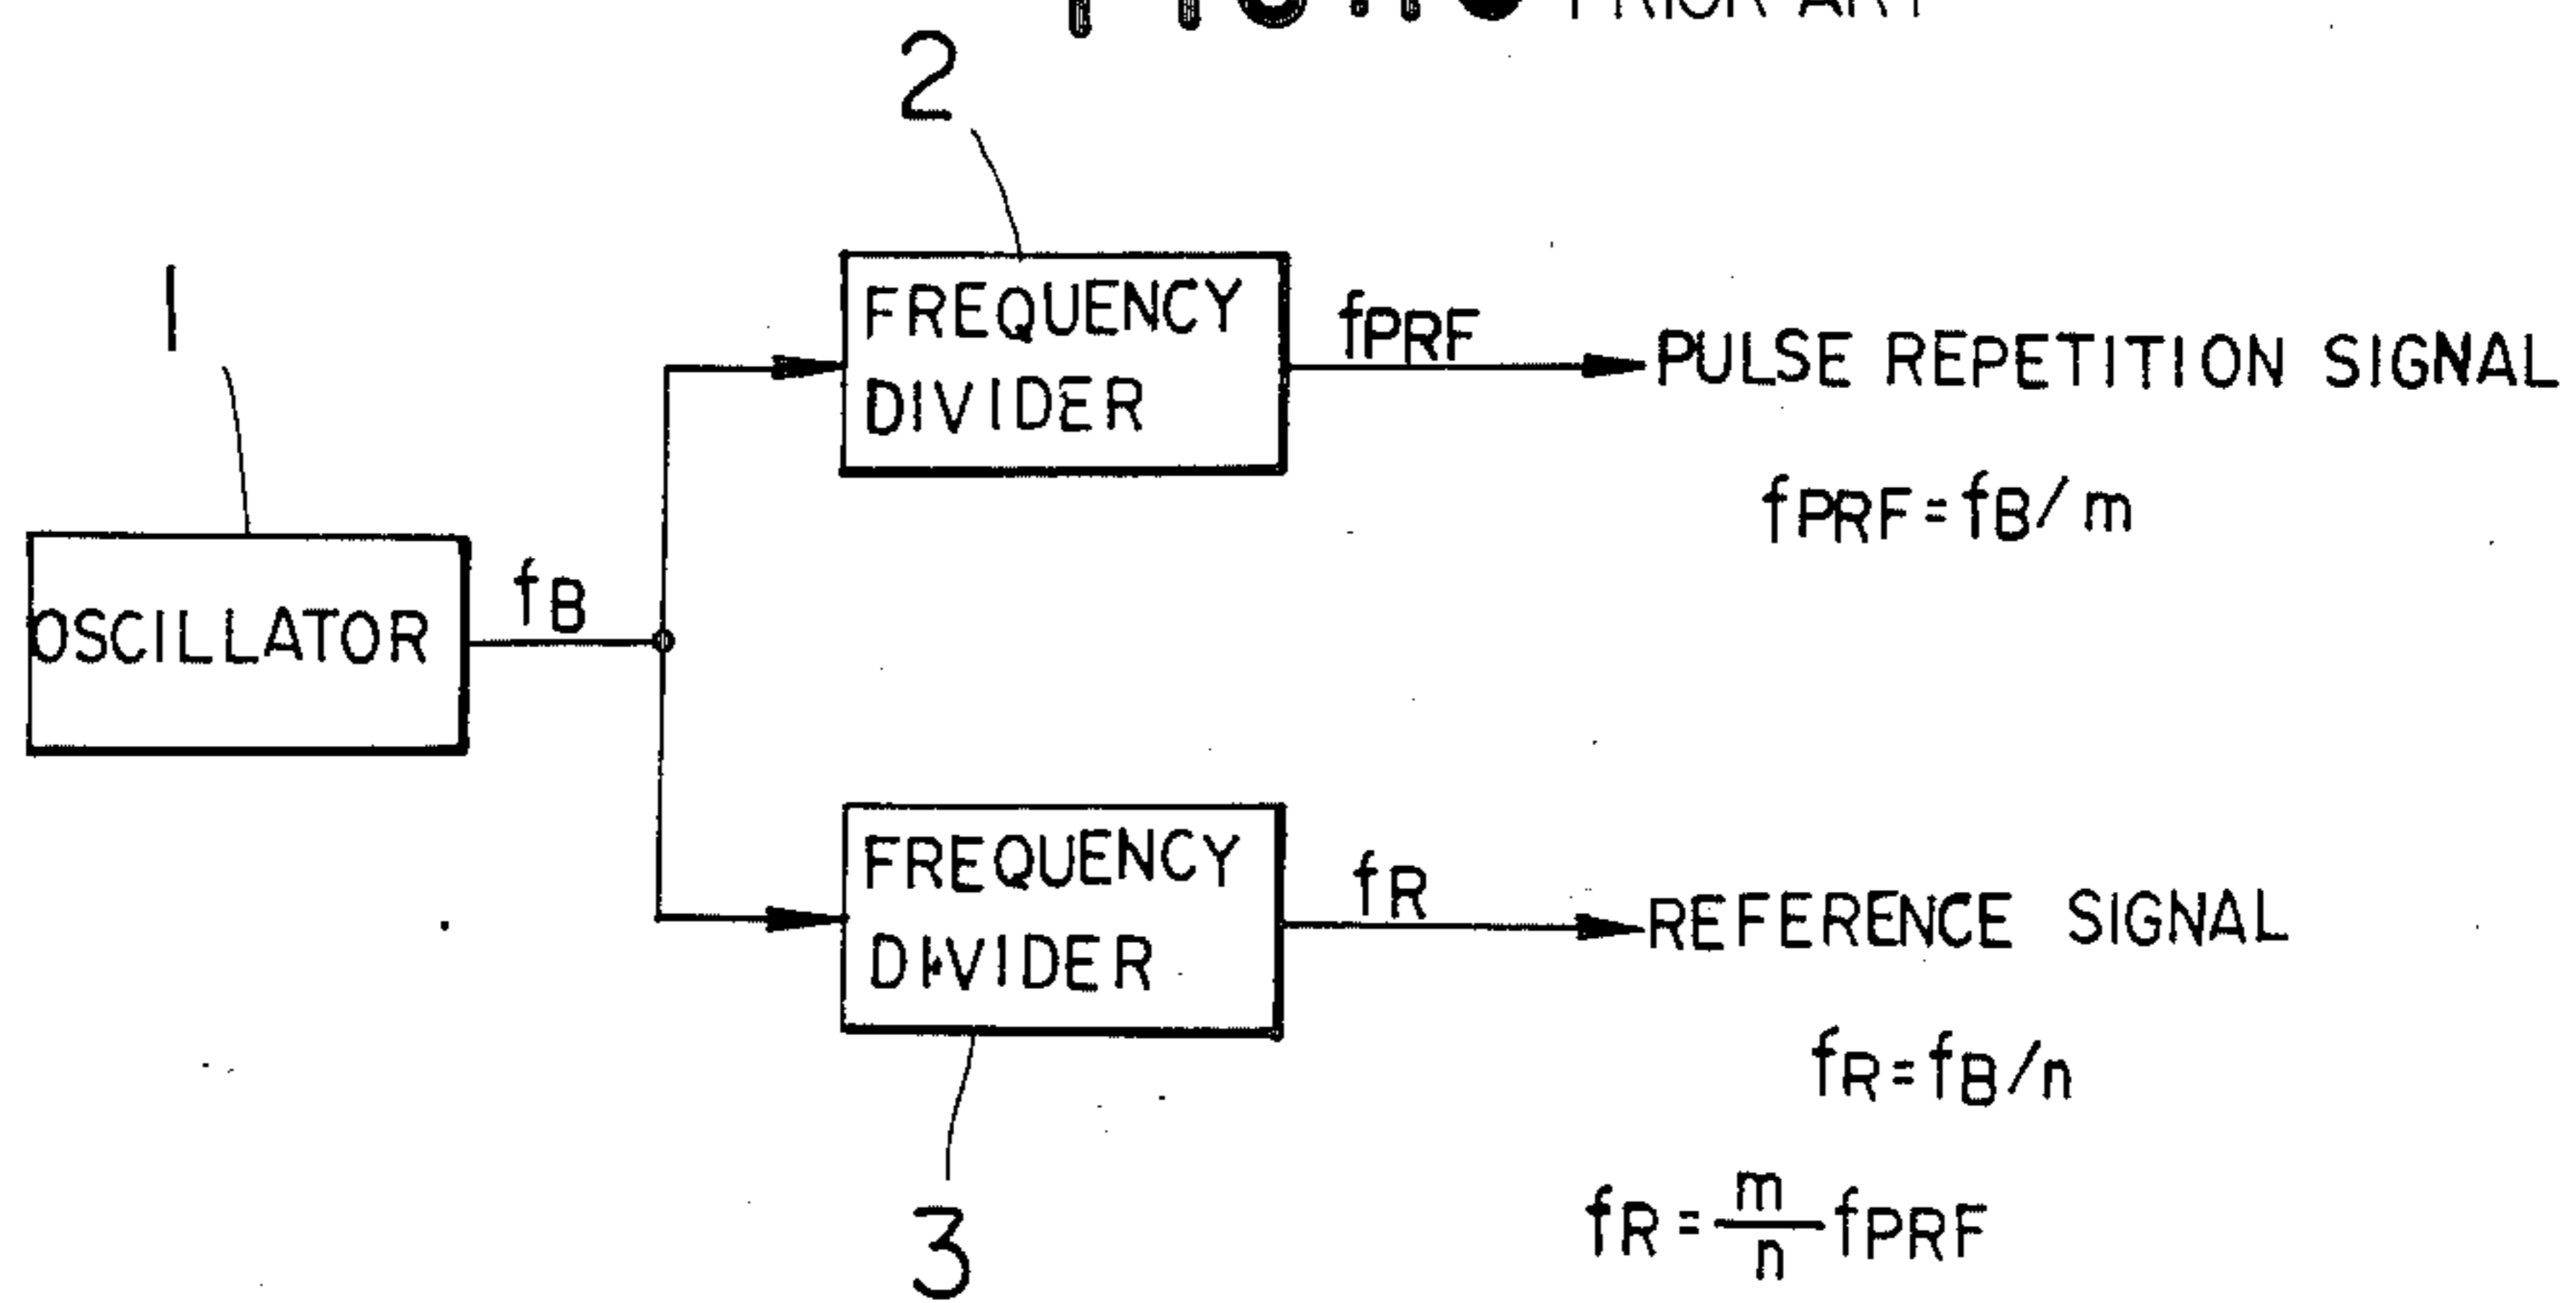 PRIOR ART
2
1
FREQUENCY
DIVIDER
fPRF
PULSE REPETITION SIGNAL
fPRF = fB / m
OSCILLATOR
fB
FREQUENCY
DIVIDER
fR
REFERENCE SIGNAL
fR = fB/n
fR = m/n fPRF
3